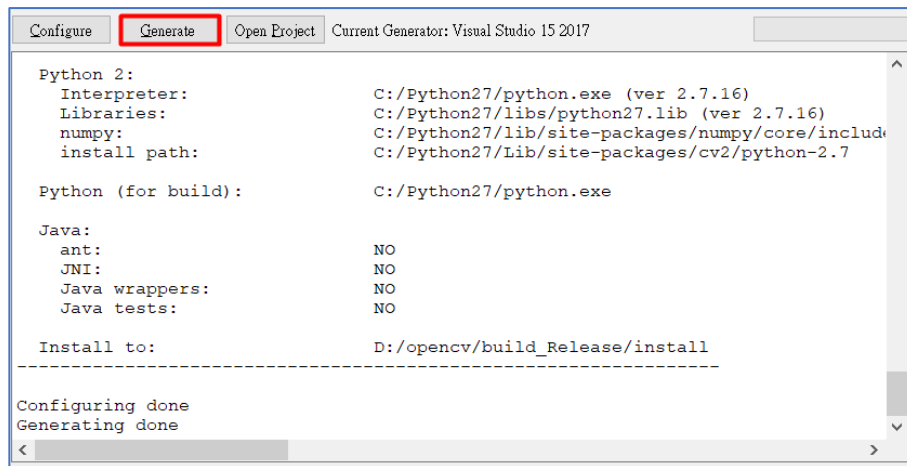 Configure Generate Open Project Current Generator: Visual Studio 15 2017
Python 2:
Interpreter: C:/Python27/python.exe (ver 2.7.16)
Libraries: C:/Python27/libs/python27.lib (ver 2.7.16)
numpy: C:/Python27/lib/site-packages/numpy/core/include
install path: C:/Python27/Lib/site-packages/cv2/python-2.7
Python (for build): C:/Python27/python.exe
Java:
ant: NO
JNI: NO
Java wrappers: NO
Java tests: NO
Install to: D:/opencv/build_Release/install
------------------------------------------------------------------
Configuring done
Generating done